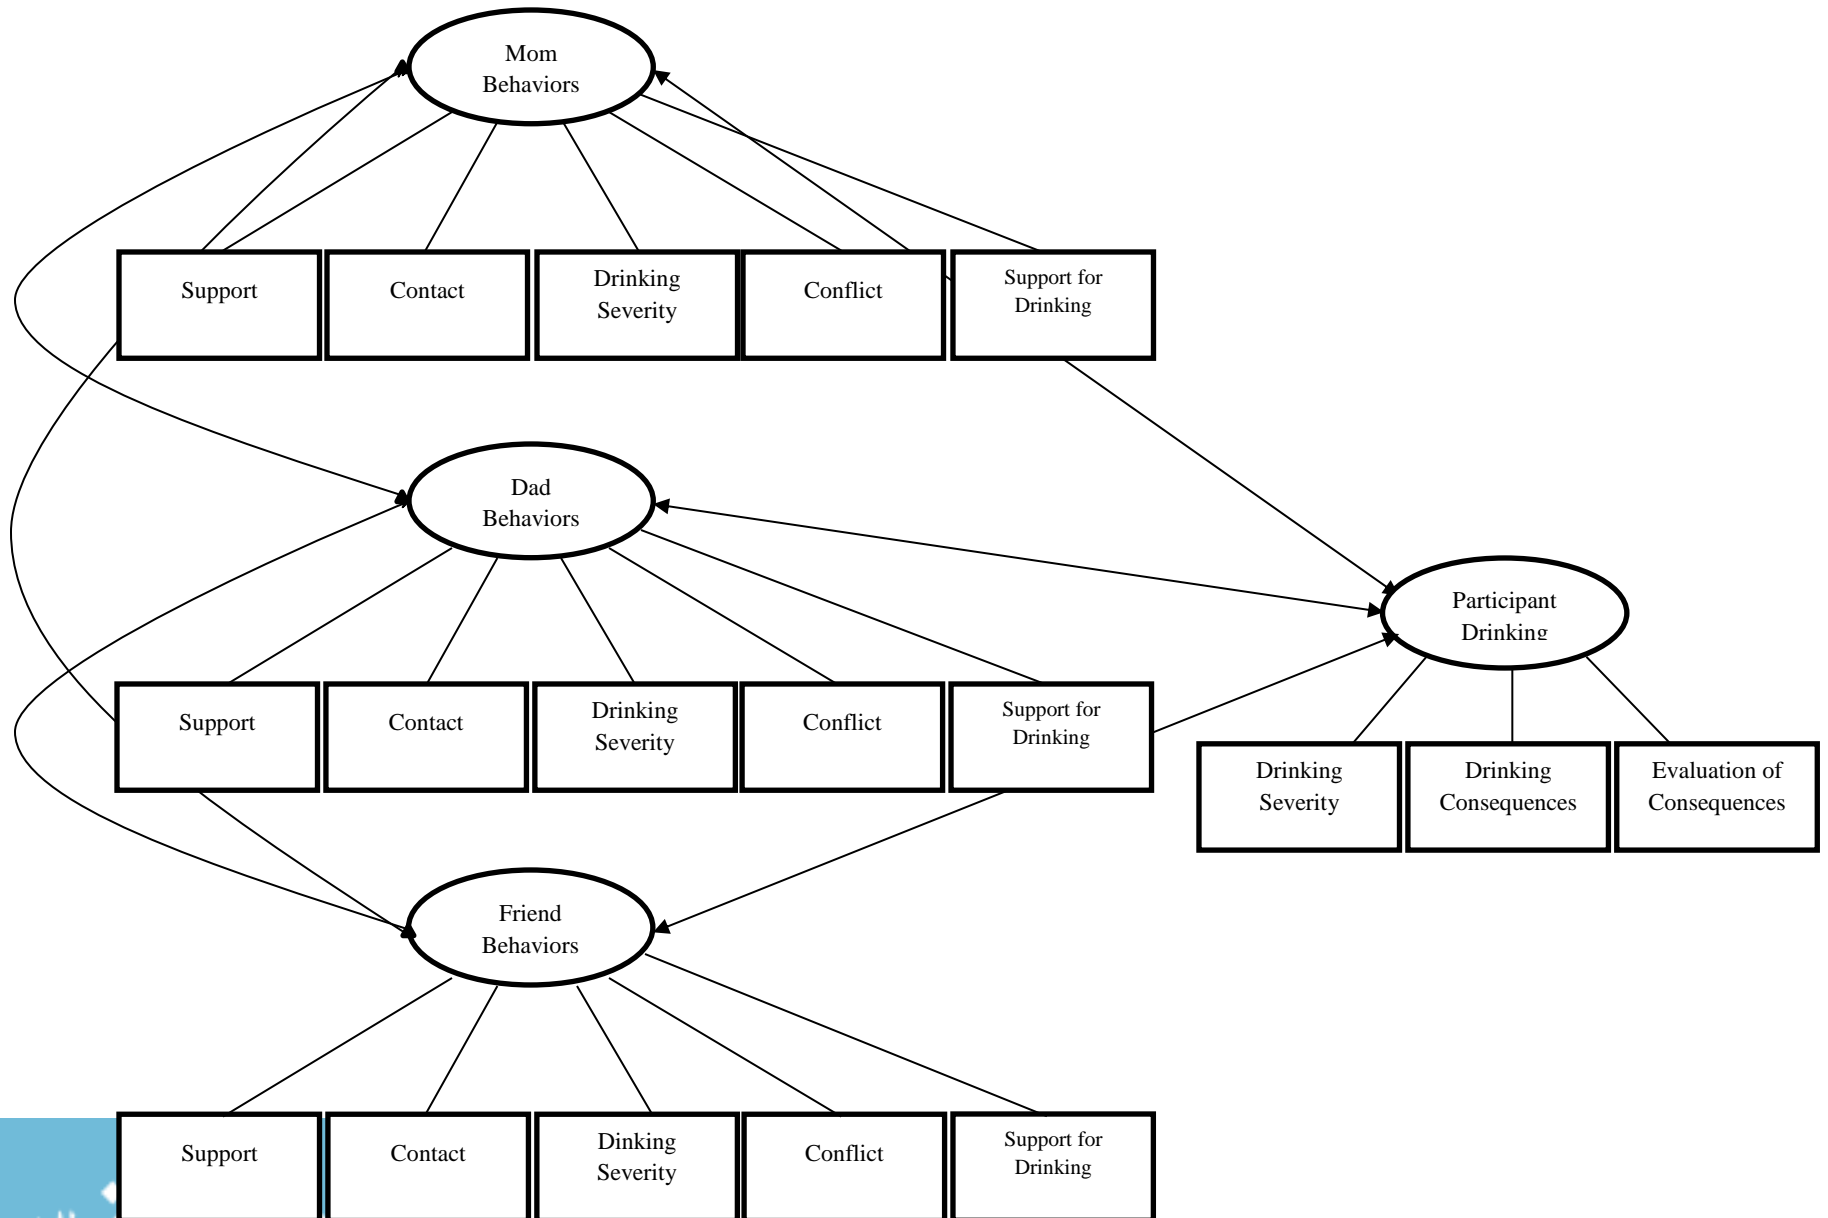 Mom
Behaviors
Support
Contact
Drinking
Severity
Conflict
Support for
Drinking
Dad
Behaviors
Participant
Drinking
Support
Contact
Drinking
Severity
Conflict
Support for
Drinking
Drinking
Severity
Drinking
Consequences
Evaluation of
Consequences
Friend
Behaviors
Support
Contact
Dinking
Severity
Conflict
Support for
Drinking